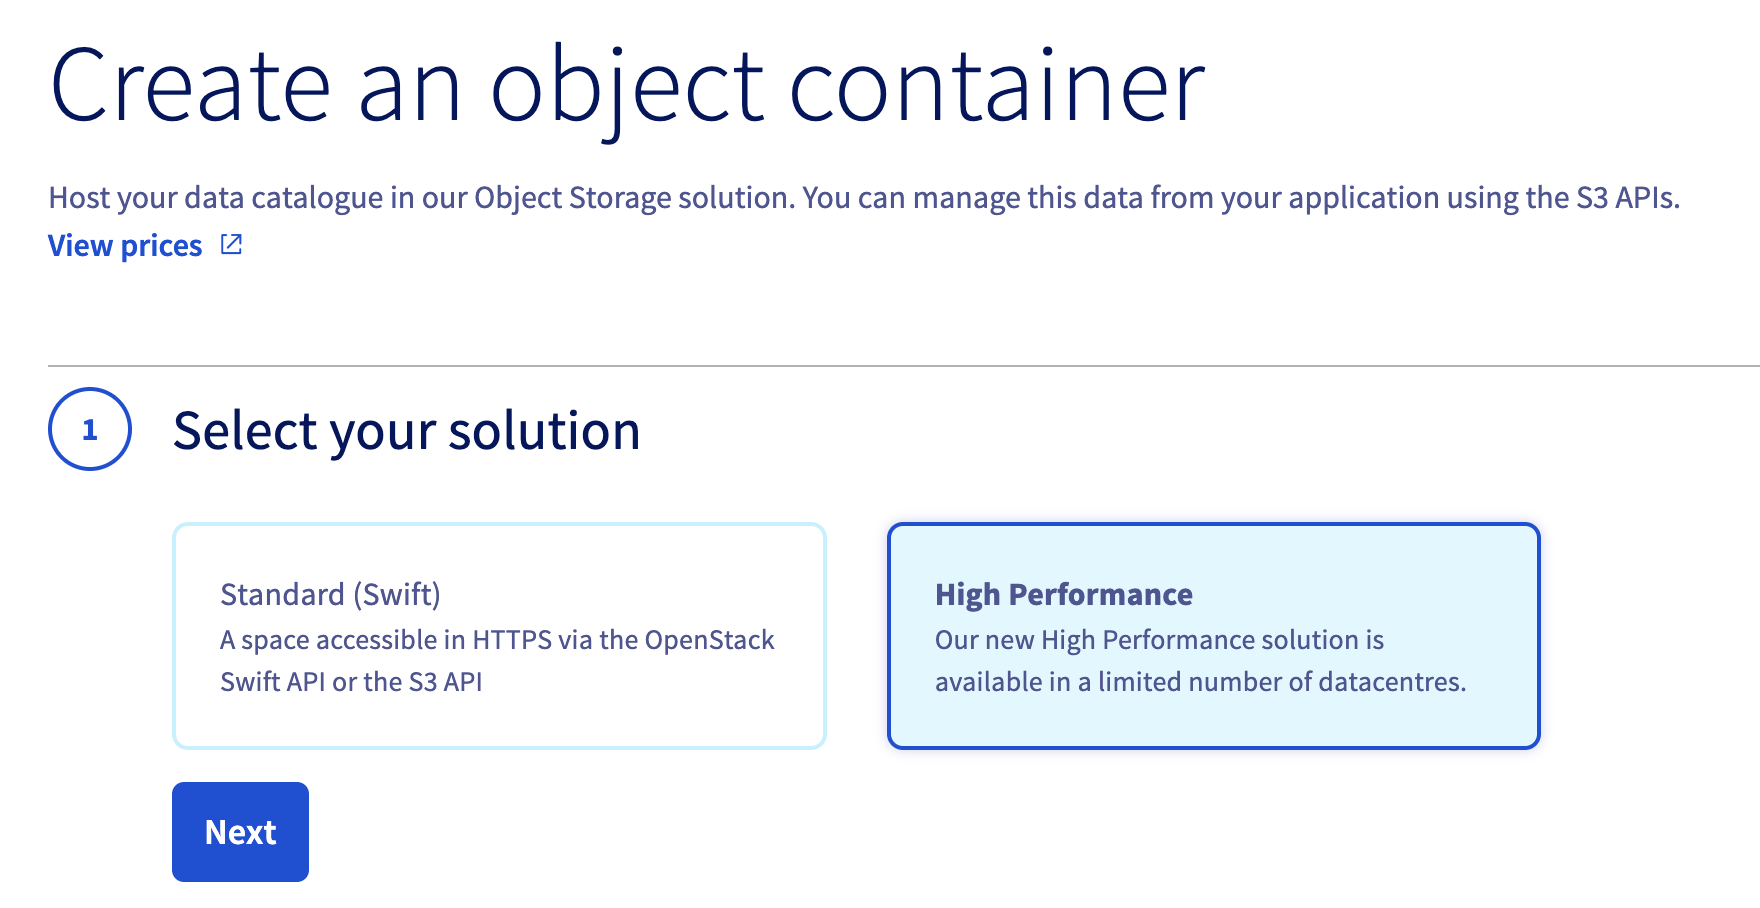 Create an object container
Host your data catalogue in our Object Storage solution. You can manage this data from your application using the S3 APIs.
View prices
1
Select your solution
Standard (Swift)
A space accessible in HTTPS via the OpenStack
Swift API or the S3 API
High Performance
Our new High Performance solution is
available in a limited number of datacentres.
Next